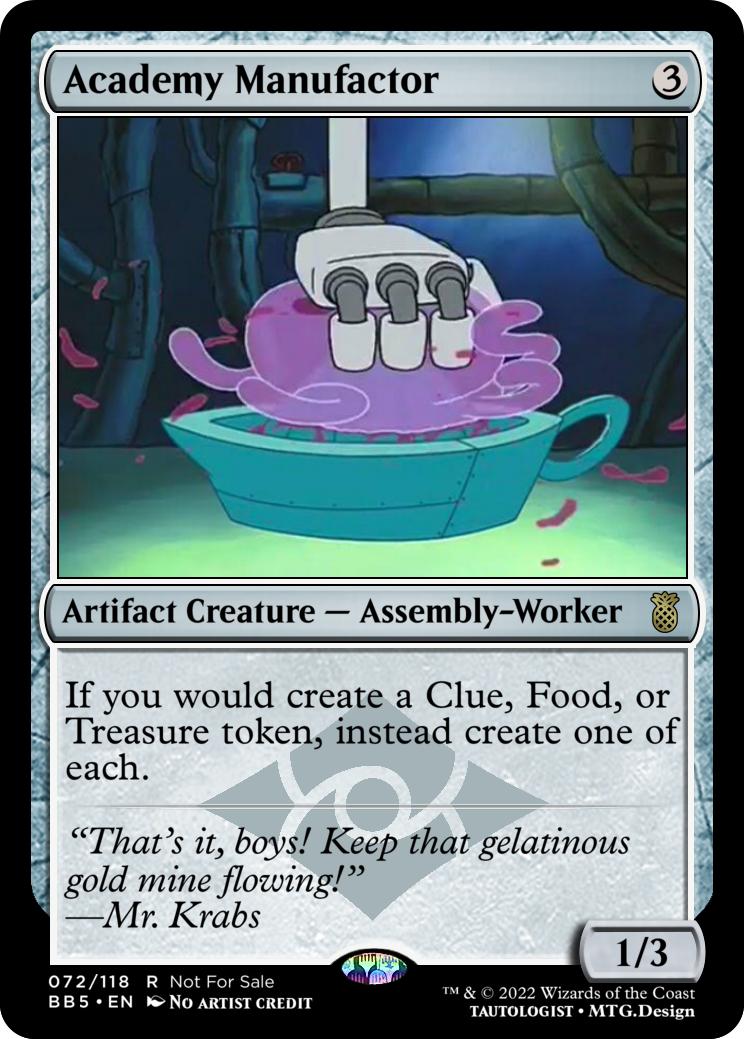 Academy Manufactor
3
Artifact Creature — Assembly-Worker
If you would create a Clue, Food, or
Treasure token, instead create one of
each.
“That’s it, boys! Keep that gelatinous
gold mine flowing!”
—Mr. Krabs
1/3
072/118 R Not For Sale
BB5 • EN No artist credit
™ & © 2022 Wizards of the Coast
TAUTOLOGIST • MTG.Design